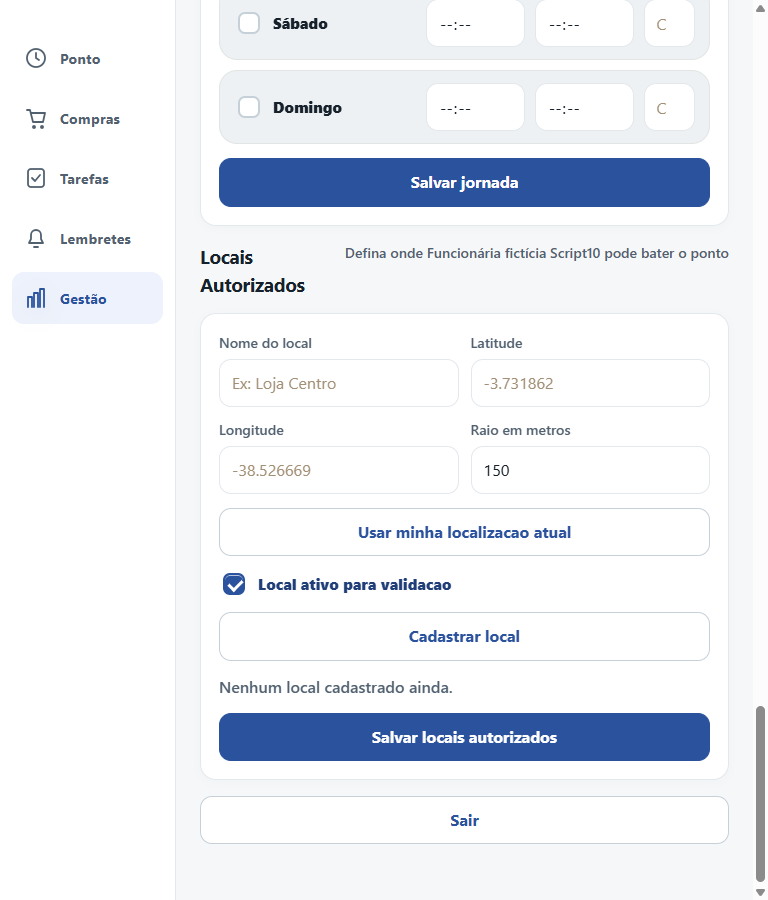 Ponto
Compras
Tarefas
Lembretes
Gestão
Sábado --:-- --:-- C
Domingo --:-- --:-- C
Salvar jornada
Locais Autorizados
Defina onde Funcionária fictícia Script10 pode bater o ponto
Nome do local
Ex: Loja Centro
Latitude
-3.731862
Longitude
-38.526669
Raio em metros
150
Usar minha localizacao atual
Local ativo para validacao
Cadastrar local
Nenhum local cadastrado ainda.
Salvar locais autorizados
Sair